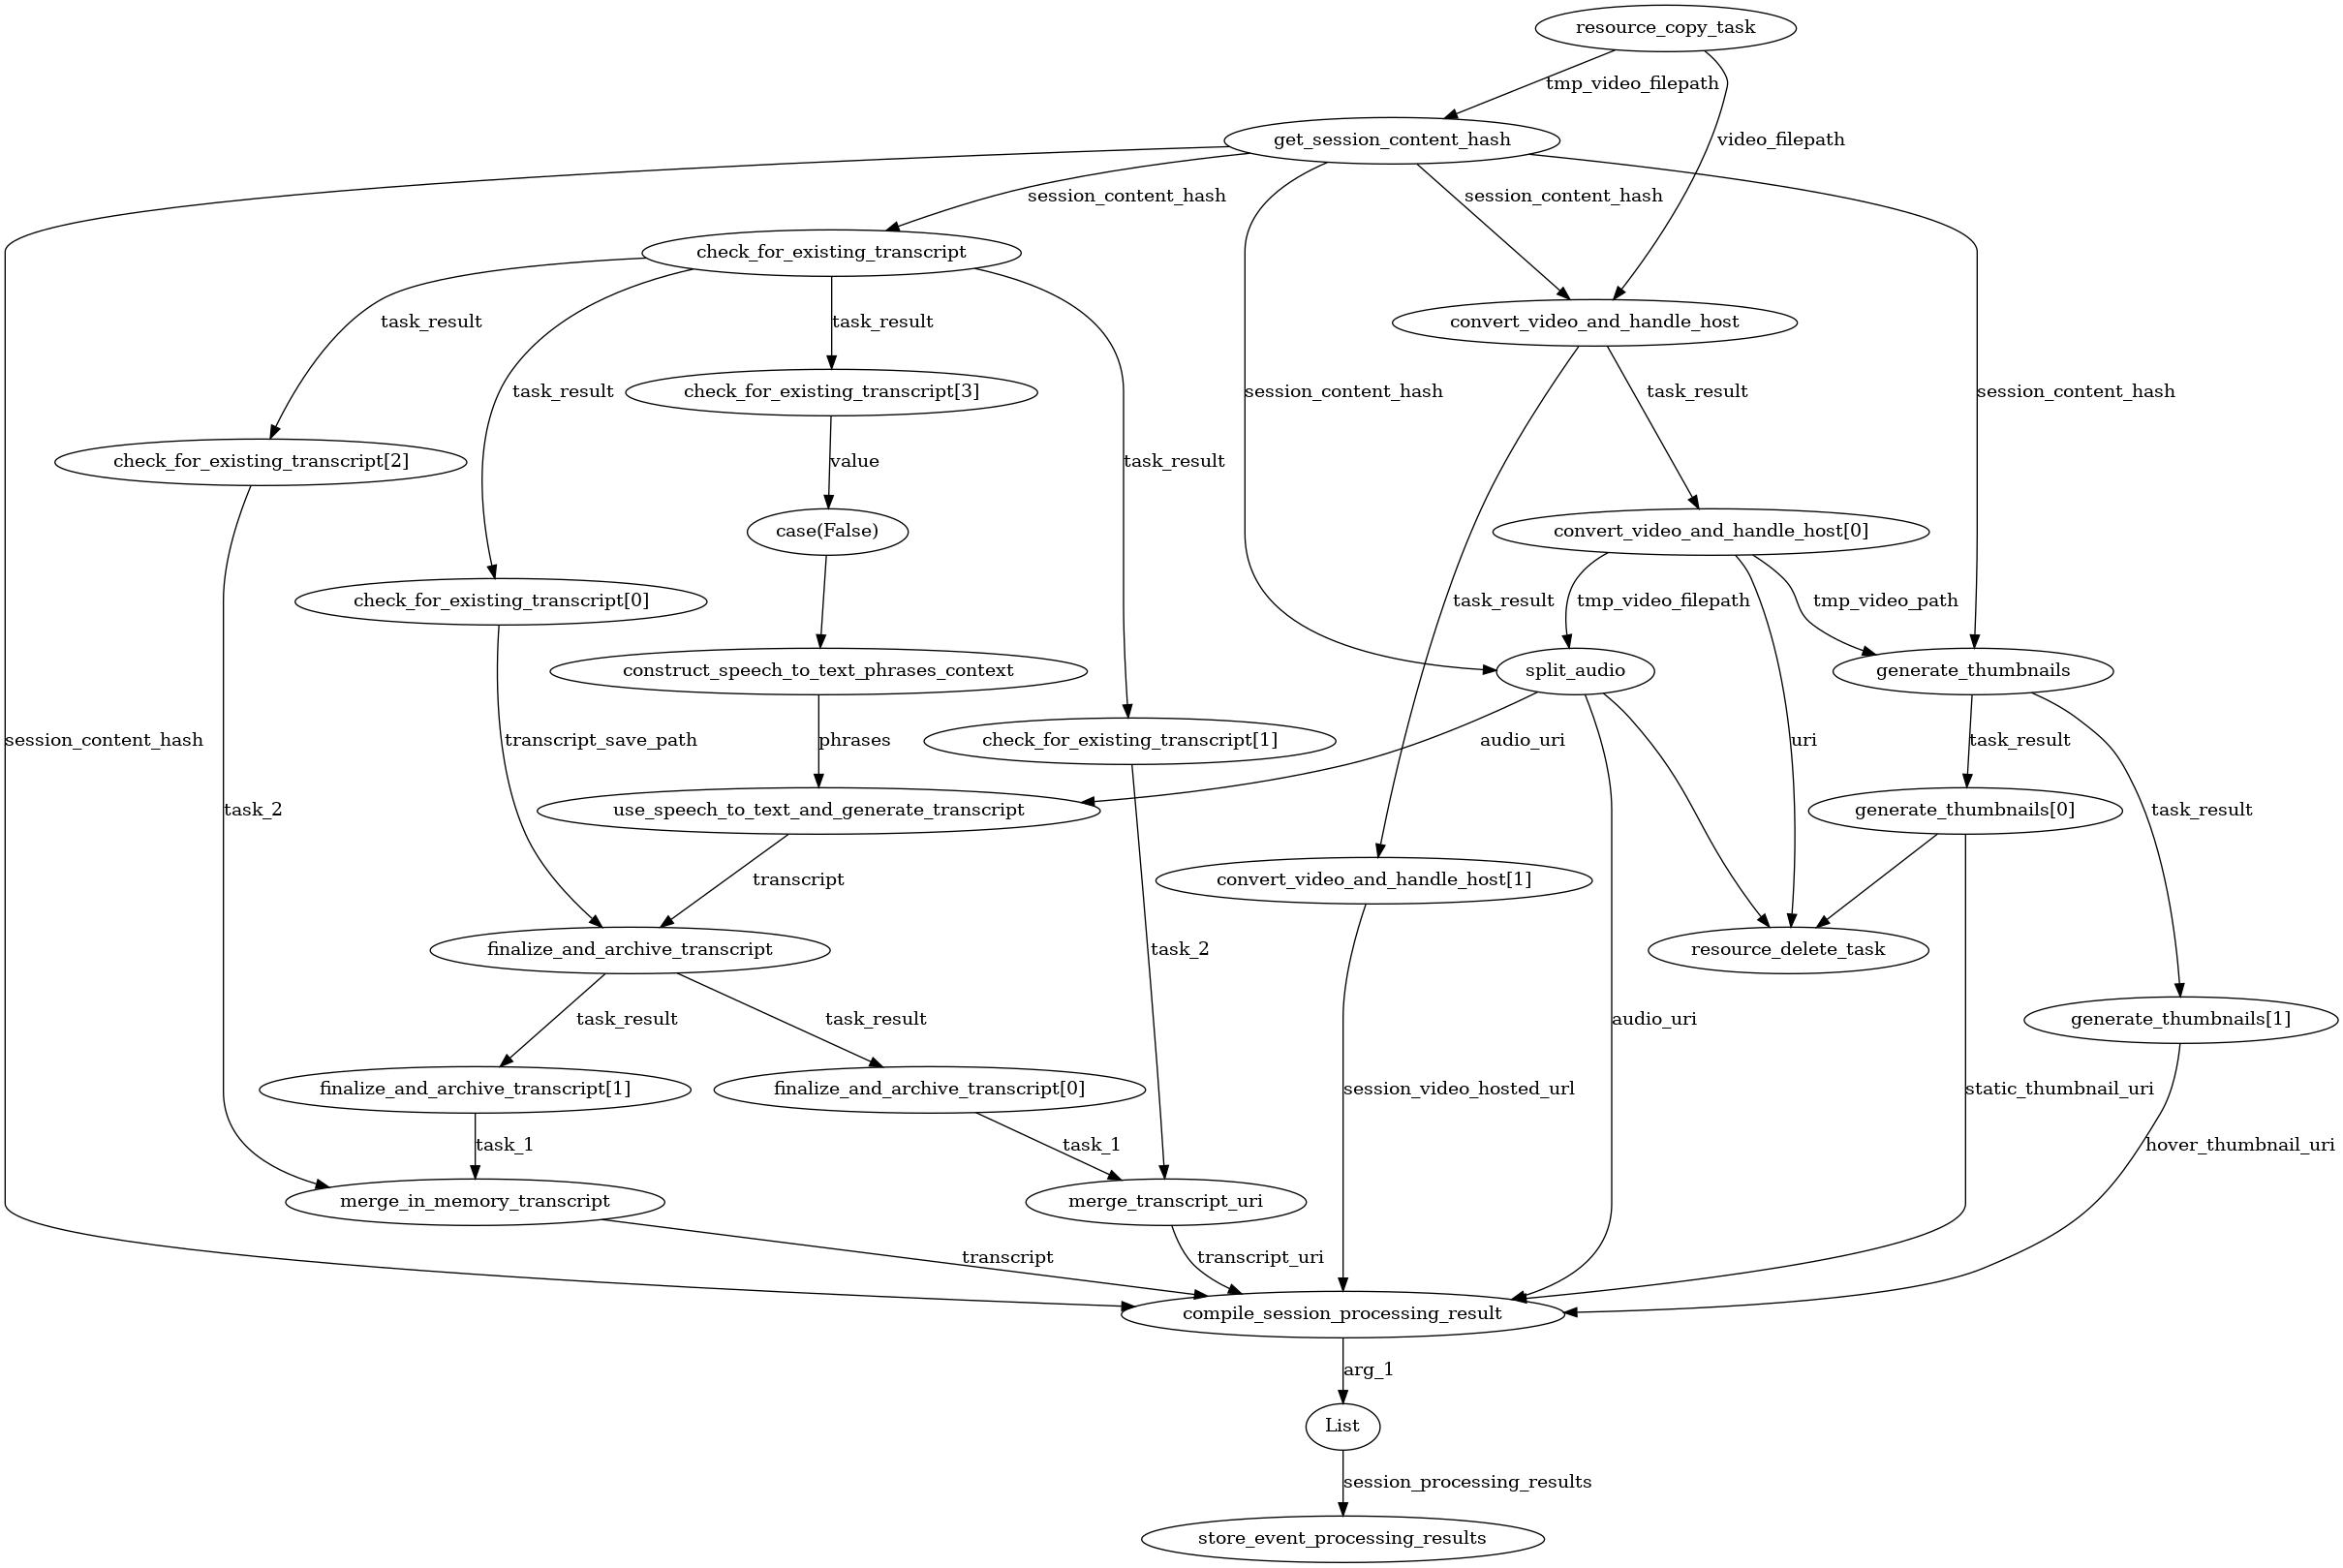 resource_copy_task
tmp_video_filepath
get_session_content_hash
video_filepath
session_content_hash
session_content_hash
check_for_existing_transcript
task_result
task_result
convert_video_and_handle_host
task_result
check_for_existing_transcript[3]
session_content_hash
task_result
session_content_hash
check_for_existing_transcript[2]
value
task_result
case(False)
convert_video_and_handle_host[0]
check_for_existing_transcript[0]
task_result
tmp_video_filepath
tmp_video_path
construct_speech_to_text_phrases_context
split_audio
generate_thumbnails
session_content_hash
transcript_save_path
phrases
check_for_existing_transcript[1]
audio_uri
uri
task_result
task_2
use_speech_to_text_and_generate_transcript
generate_thumbnails[0]
task_result
transcript
convert_video_and_handle_host[1]
finalize_and_archive_transcript
task_2
resource_delete_task
task_result
task_result
audio_uri
generate_thumbnails[1]
finalize_and_archive_transcript[1]
finalize_and_archive_transcript[0]
session_video_hosted_url
static_thumbnail_uri
task_1
task_1
hover_thumbnail_uri
merge_in_memory_transcript
merge_transcript_uri
transcript
transcript_uri
compile_session_processing_result
arg_1
List
session_processing_results
store_event_processing_results